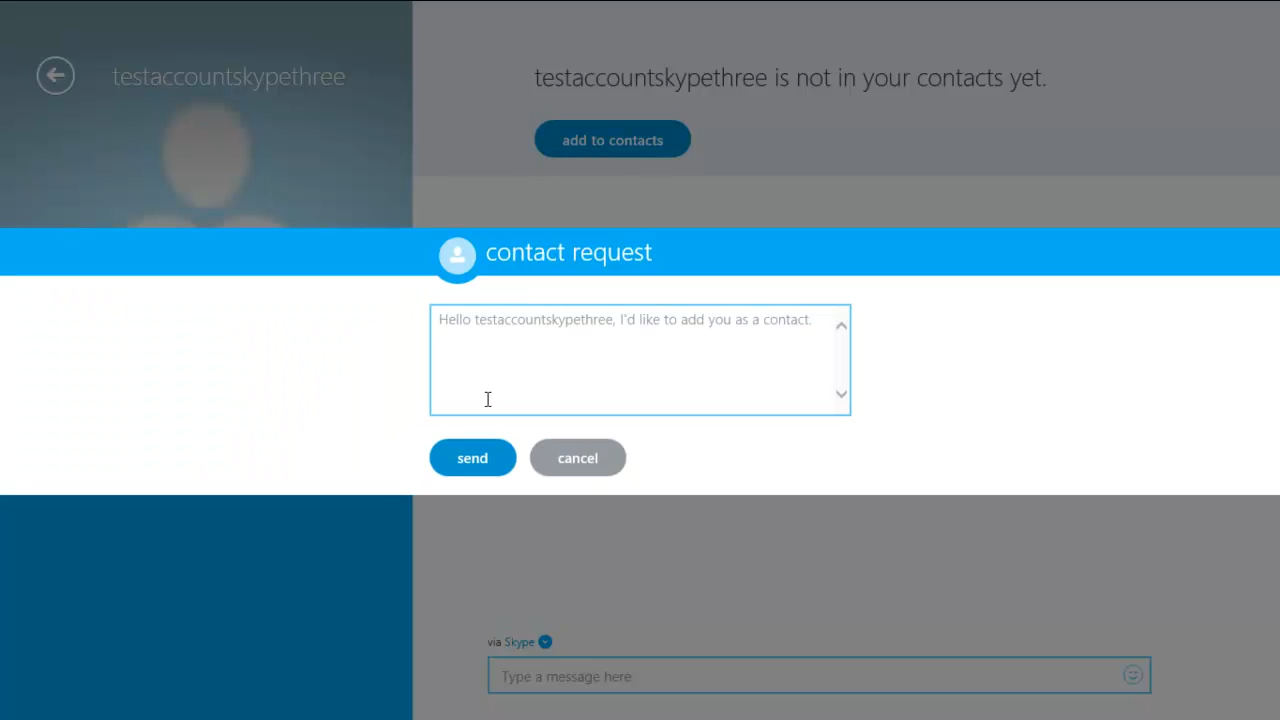 testaccountskypethree
testaccountskypethree is not in your contacts yet.
add to contacts
contact request
Hello testaccountskypethree, I'd like to add you as a contact.
send
cancel
via Skype
Type a message here